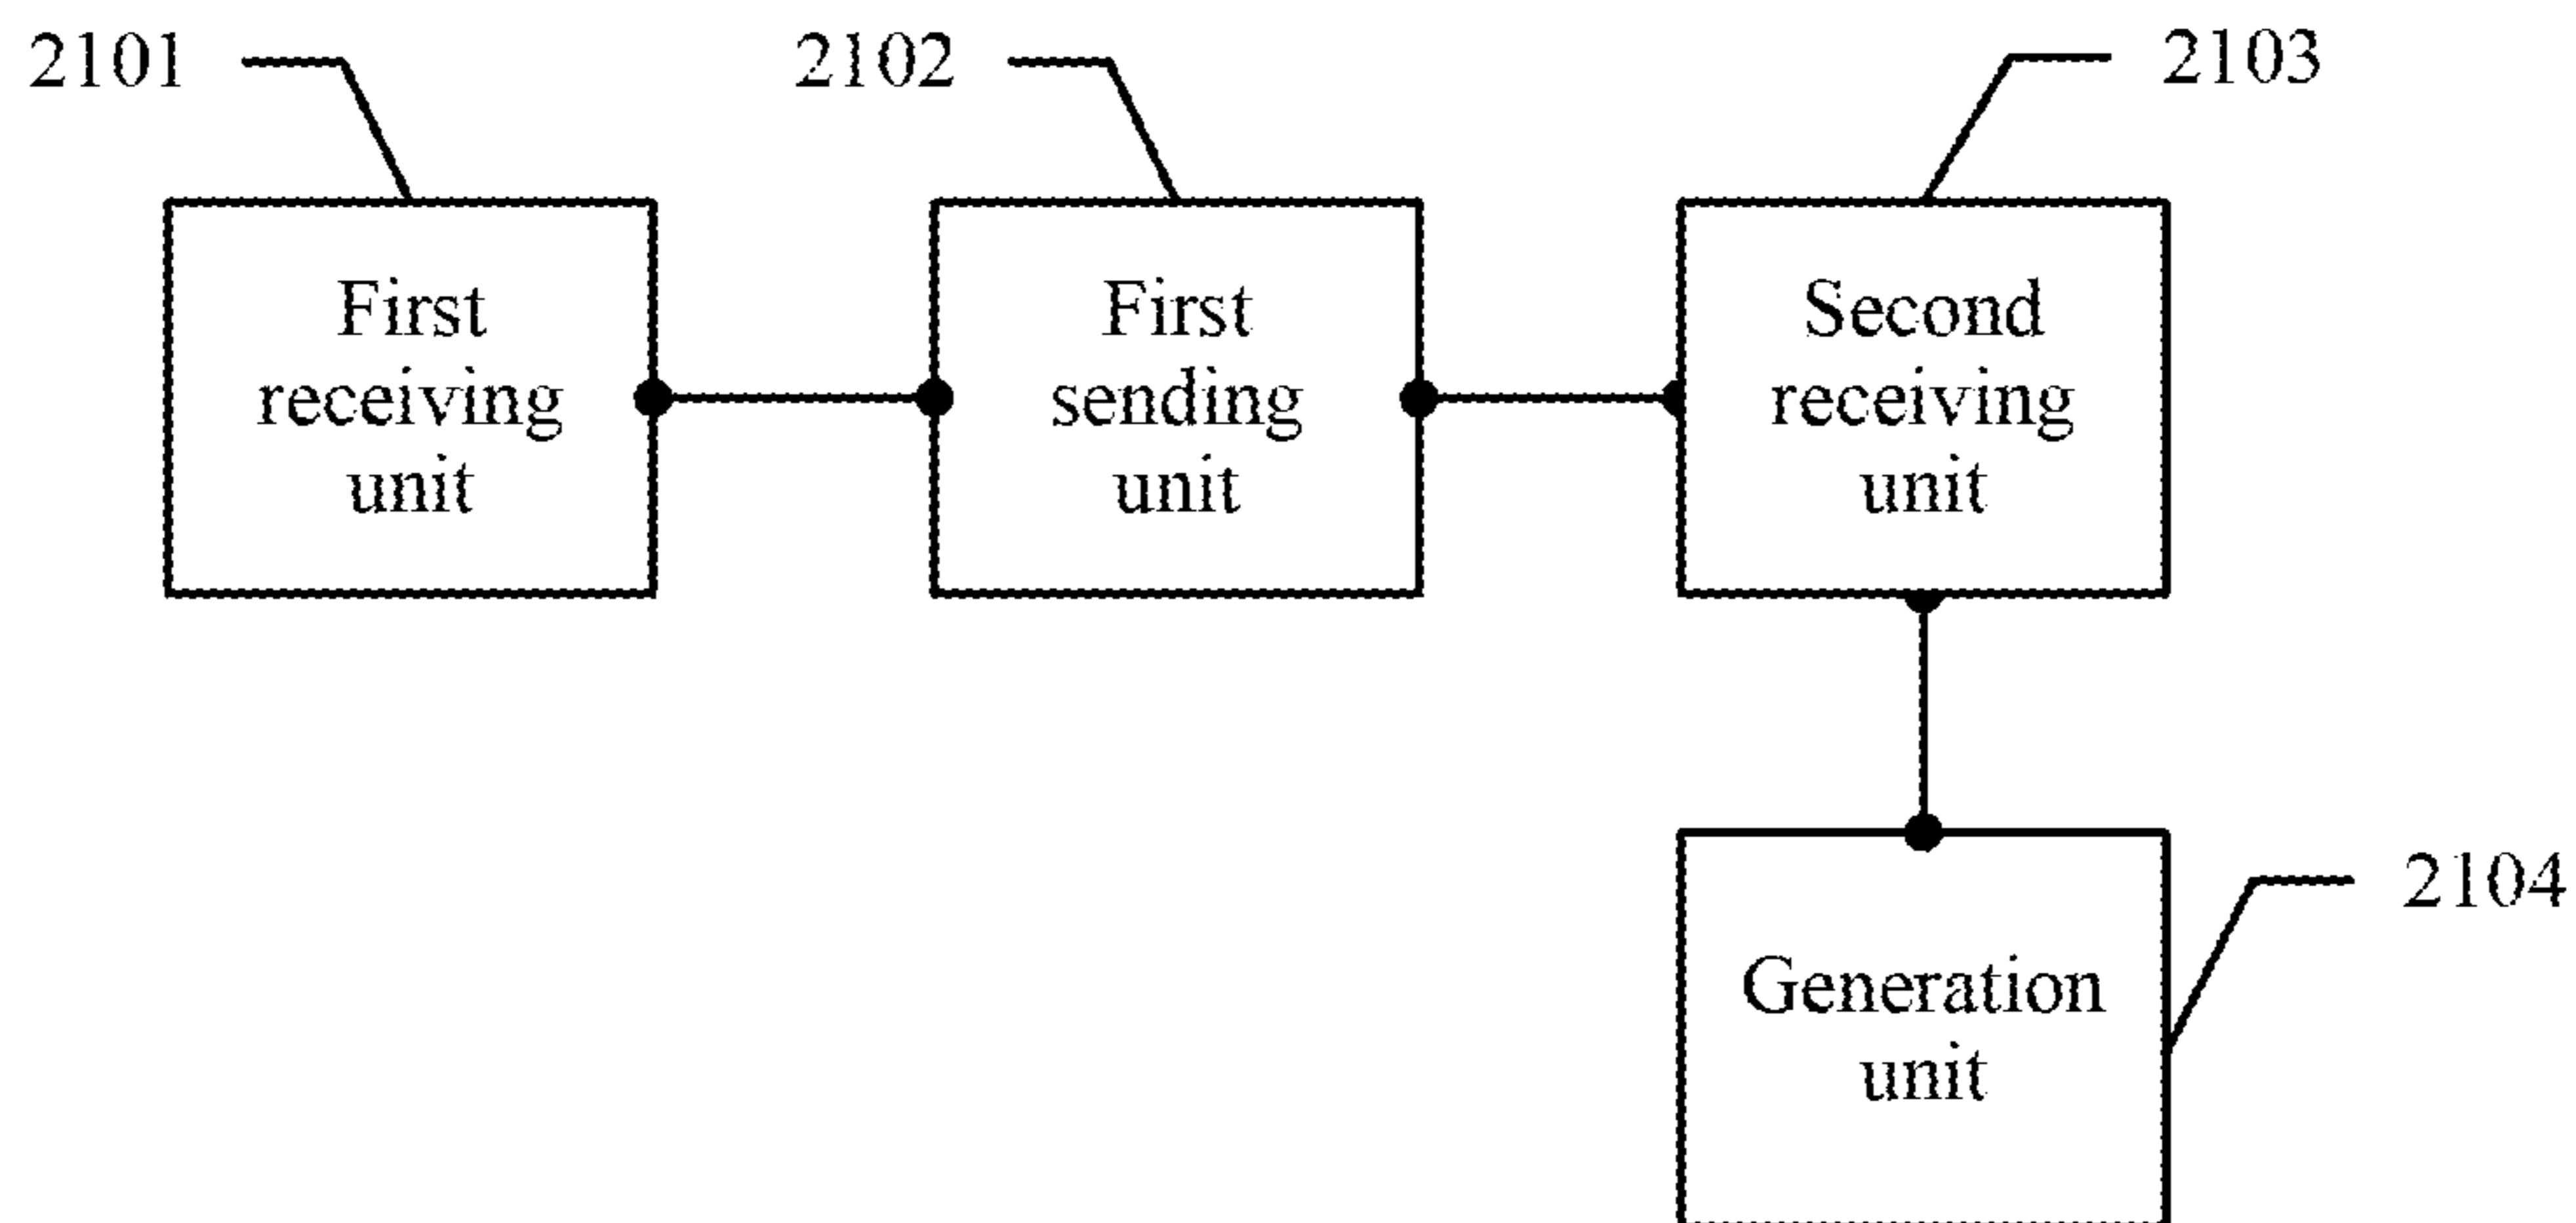 2101
2102
2103
First
receiving
unit
First
sending
unit
Second
receiving
unit
2104
Generation
unit